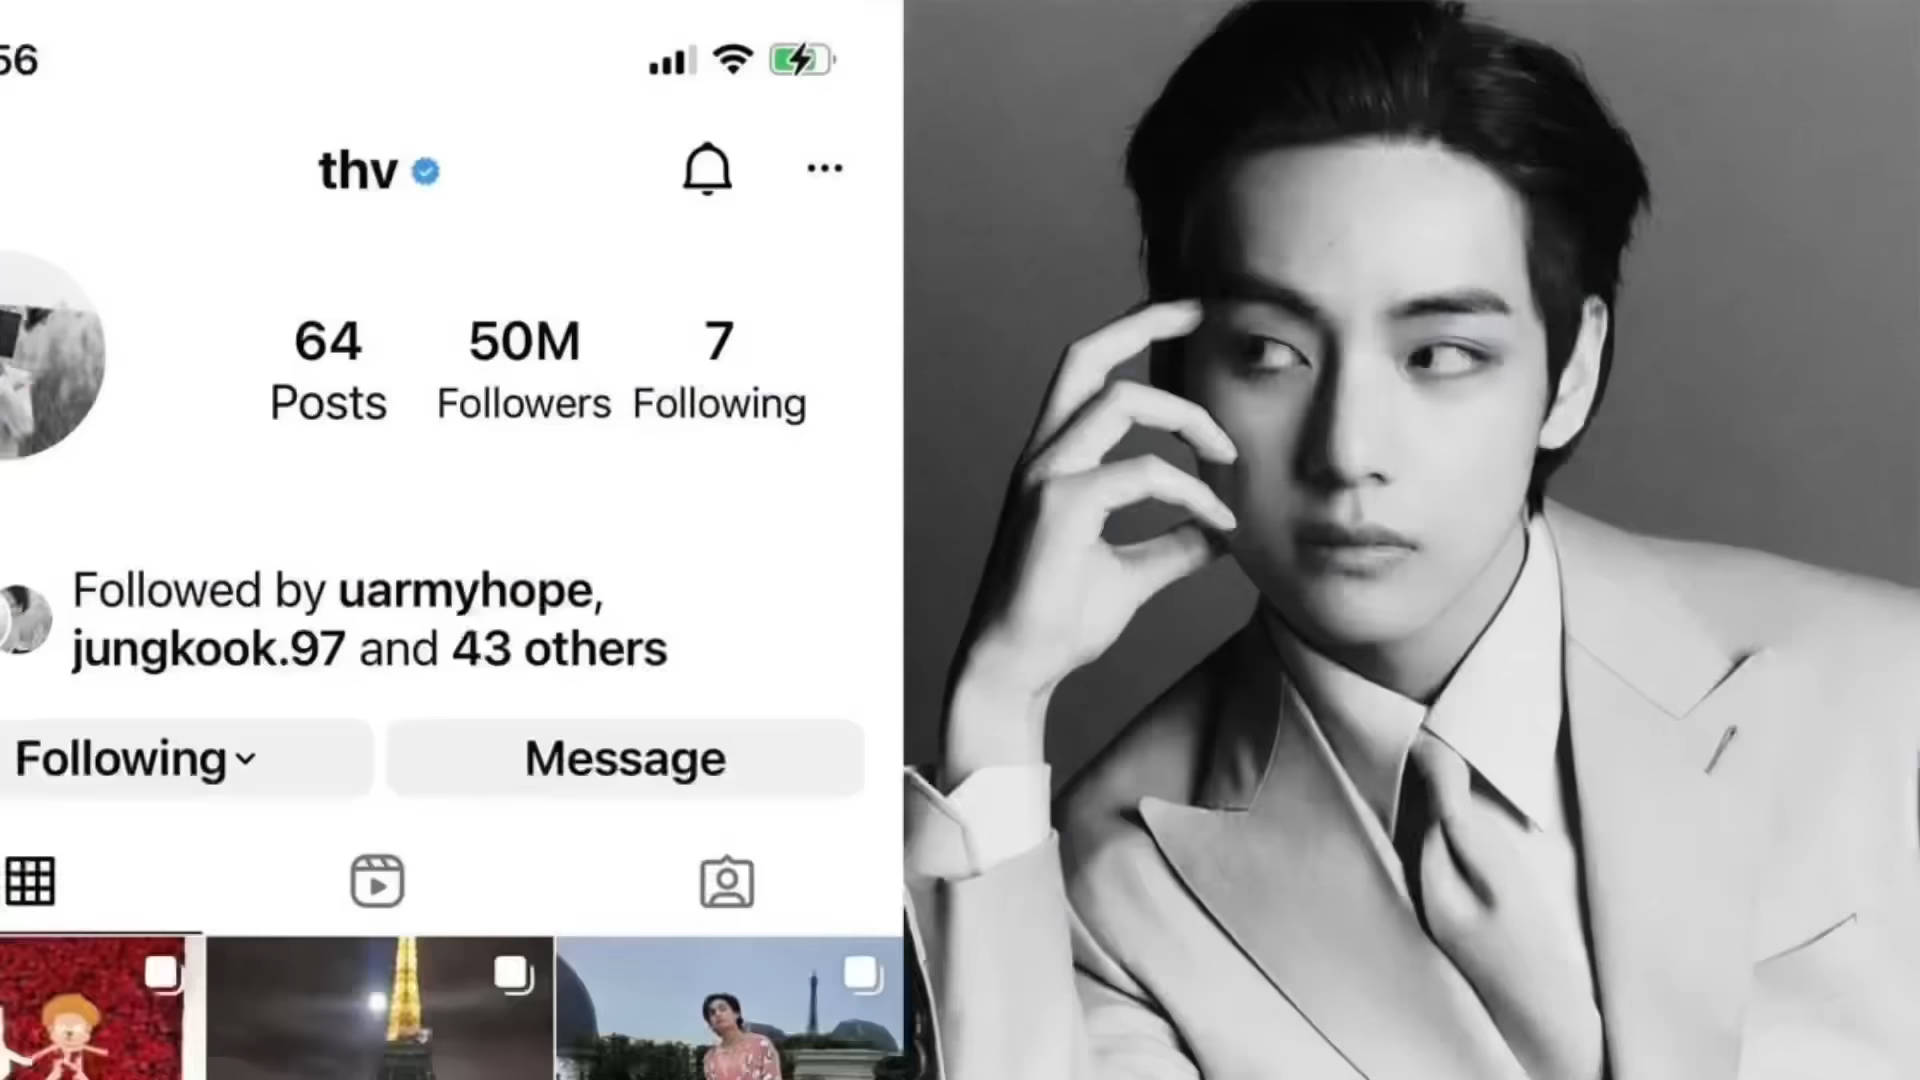 56
thv
64 50M 7
Posts Followers Following
Followed by uarmyhope,
jungkook.97 and 43 others
Following Message